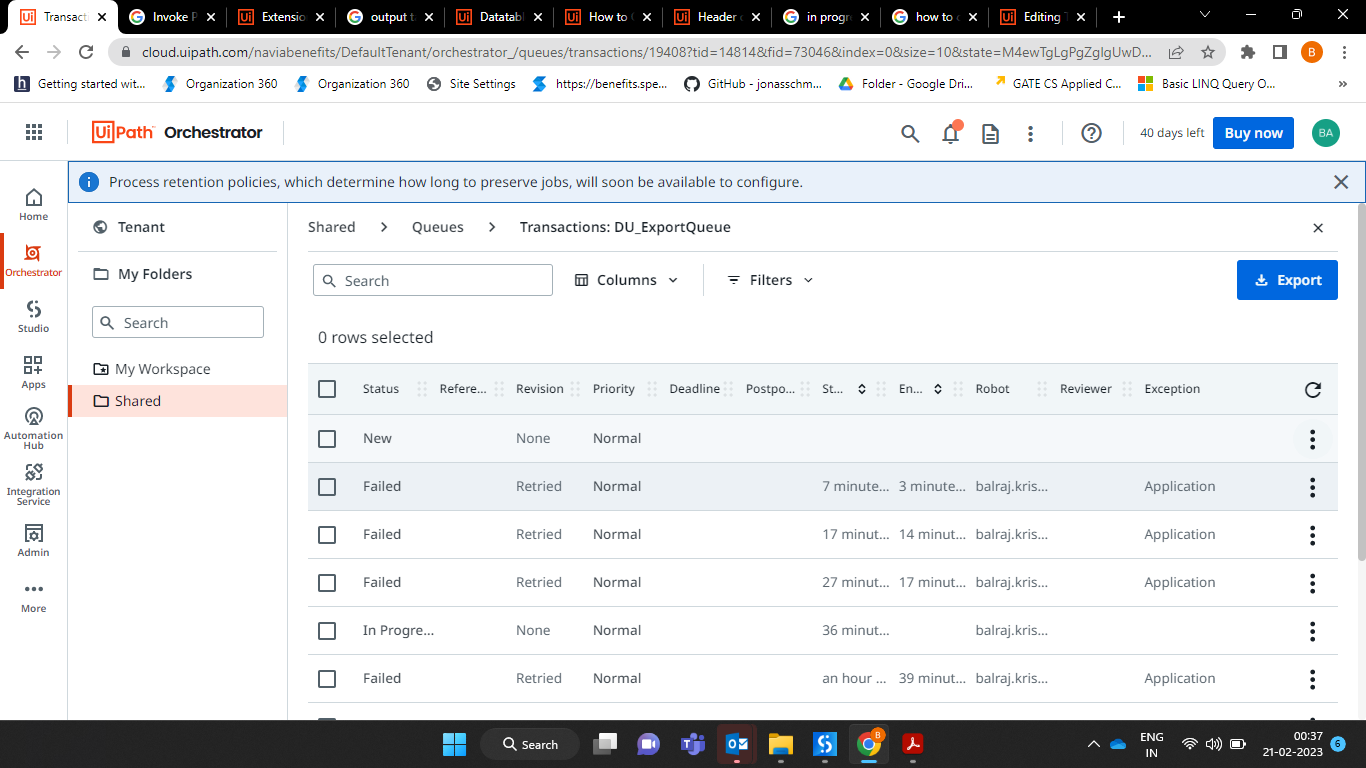 Transacti
Invoke P
Extensio
output t
Datatabl
How to
Header
in progre
how to
Editing T
cloud.uipath.com/naviabenefits/DefaultTenant/orchestrator_/queues/transactions/19408?tid=14814&fid=73046&index=0&size=10&state=M4ewTgLgPgZgIgUwD...
B
Getting started wit...
Organization 360
Organization 360
Site Settings
https://benefits.spe...
GitHub - jonasschm...
Folder - Google Dri...
GATE CS Applied C...
Basic LINQ Query O...
»
UiPath Orchestrator
40 days left
Buy now
BA
Process retention policies, which determine how long to preserve jobs, will soon be available to configure.
Home
Orchestrator
Studio
Apps
Automation
Hub
Integration
Service
Admin
More
Tenant
My Folders
Search
My Workspace
Shared
Shared > Queues > Transactions: DU_ExportQueue
Search
Columns
Filters
Export
0 rows selected
Status Refere... Revision Priority Deadline Postpo... St... En... Robot Reviewer Exception
New None Normal
Failed Retried Normal 7 minute... 3 minute... balraj.kris... Application
Failed Retried Normal 17 minut... 14 minut... balraj.kris... Application
Failed Retried Normal 27 minut... 17 minut... balraj.kris... Application
In Progre... None Normal 36 minut... balraj.kris...
Failed Retried Normal an hour ... 39 minut... balraj.kris... Application
Search
ENG
IN
00:37
21-02-2023
6